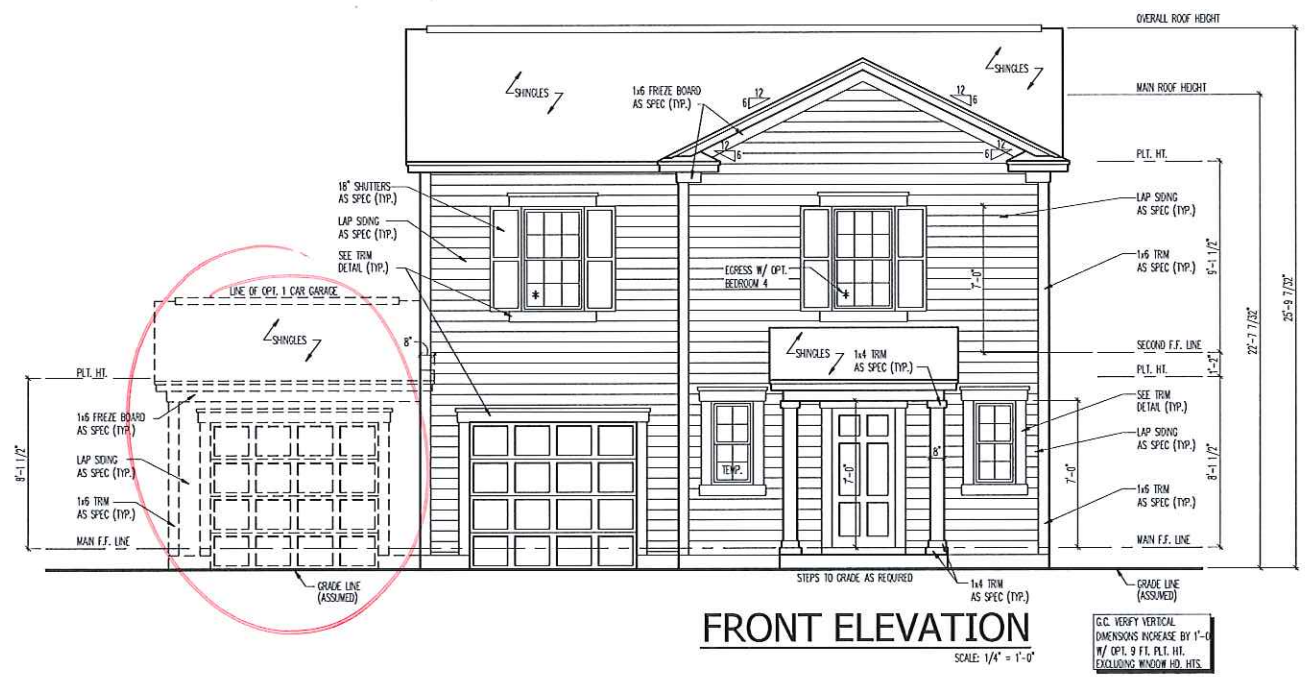 OVERALL ROOF HEIGHT
SHINGLES
SHINGLES
1x6 FRIEZE BOARD
AS SPEC (TYP.)
12
6
12
6
MAIN ROOF HEIGHT
12
6
12
6
PLT. HT.
18" SHUTTERS
AS SPEC (TYP.)
LAP SIDING
AS SPEC (TYP.)
LAP SIDING
AS SPEC (TYP.)
SEE TRIM
DETAIL (TYP.)
EGRESS W/ OPT.
BEDROOM 4
*
*
7'-0"
1x6 TRIM
AS SPEC (TYP.)
9'-1 1/2"
25'-9 7/32"
22'-7 7/32"
LINE OF OPT. 1 CAR GARAGE
SHINGLES
8"
SHINGLES
1x4 TRIM
AS SPEC (TYP.)
SECOND F.F. LINE
1'-2"
PLT. HT.
PLT. HT.
8'-1 1/2"
1x6 FRIEZE BOARD
AS SPEC (TYP.)
LAP SIDING
AS SPEC (TYP.)
1x6 TRIM
AS SPEC (TYP.)
MAIN F.F. LINE
TEMP.
7'-0"
8"
7'-0"
SEE TRIM
DETAIL (TYP.)
LAP SIDING
AS SPEC (TYP.)
8'-1 1/2"
1x6 TRIM
AS SPEC (TYP.)
MAIN F.F. LINE
GRADE LINE
(ASSUMED)
STEPS TO GRADE AS REQUIRED
1x4 TRIM
AS SPEC (TYP.)
GRADE LINE
(ASSUMED)
FRONT ELEVATION
SCALE: 1/4" = 1'-0"
G.C. VERIFY VERTICAL
DIMENSIONS INCREASE BY 1'-0
W/ OPT. 9 FT. PLT. HT.
EXCLUDING WINDOW HD. HTS.